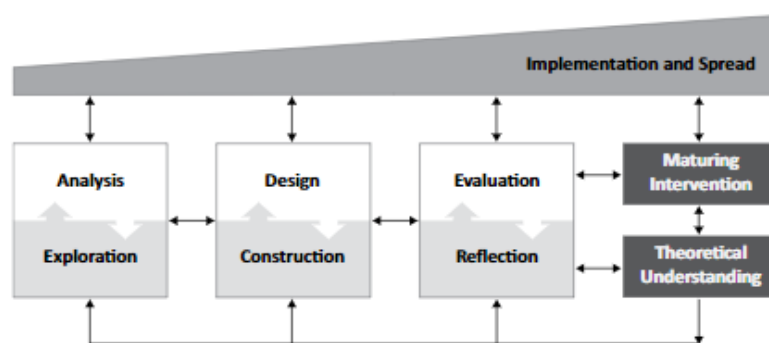 Implementation and Spread
Analysis
Exploration
Design
Construction
Evaluation
Reflection
Maturing
Intervention
Theoretical
Understanding